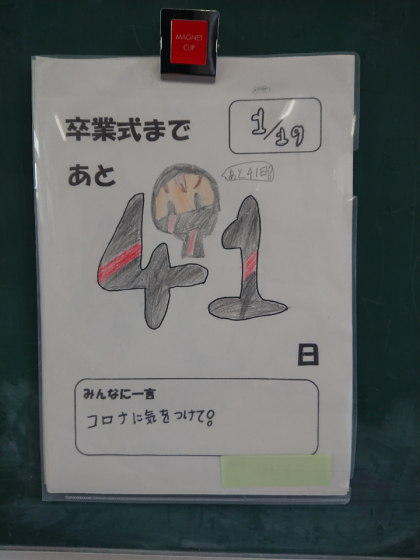 MAGNET
CLIP
卒業式まで
1/19
あと
あと41日!
41
日
みんなに一言
コロナに気をつけて!